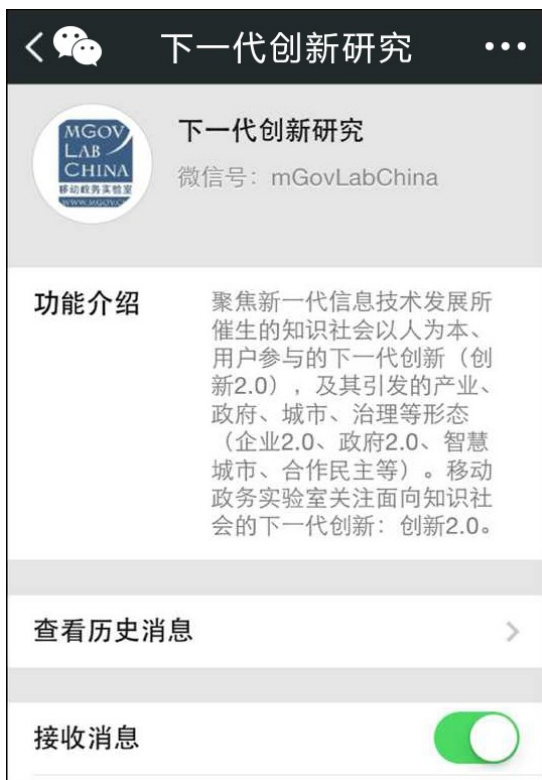 下一代创新研究
MGOV
LAB
CHINA
移动政务实验室
WWW.MGOV.CN
下一代创新研究
微信号：mGovLabChina
功能介绍
聚焦新一代信息技术发展所
催生的知识社会以人为本、
用户参与的下一代创新（创
新2.0），及其引发的产业、
政府、城市、治理等形态
（企业2.0、政府2.0、智慧
城市、合作民主等）。移动
政务实验室关注面向知识社
会的下一代创新：创新2.0。
查看历史消息
接收消息